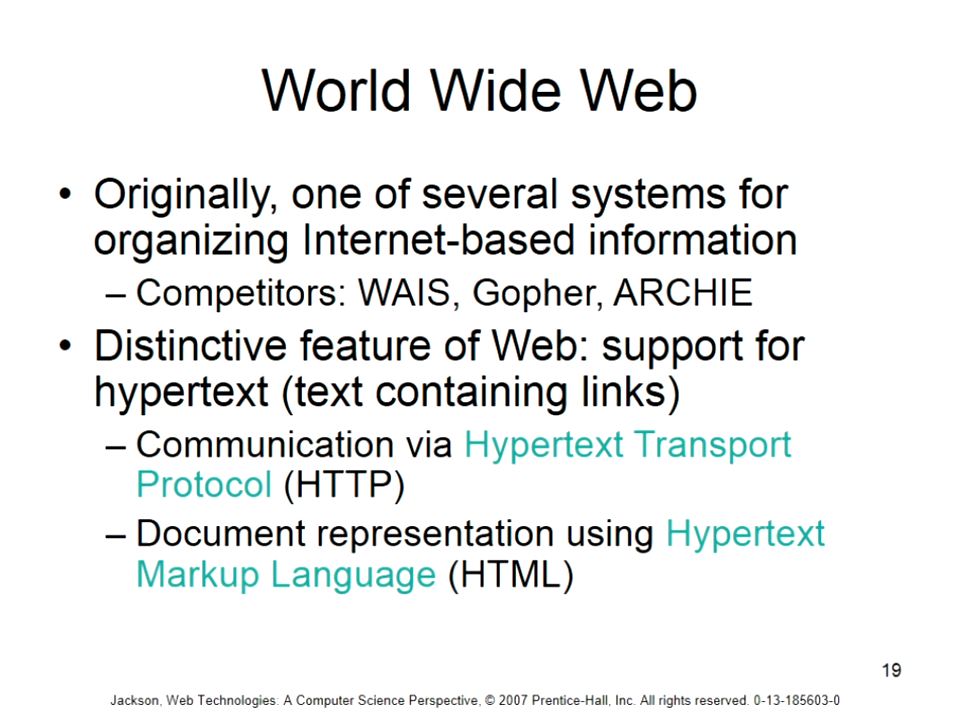 World Wide Web
• Originally, one of several systems for
organizing Internet-based information
– Competitors: WAIS, Gopher, ARCHIE
• Distinctive feature of Web: support for
hypertext (text containing links)
– Communication via Hypertext Transport
Protocol (HTTP)
– Document representation using Hypertext
Markup Language (HTML)
19
Jackson, Web Technologies: A Computer Science Perspective, © 2007 Prentice-Hall, Inc. All rights reserved. 0-13-185603-0